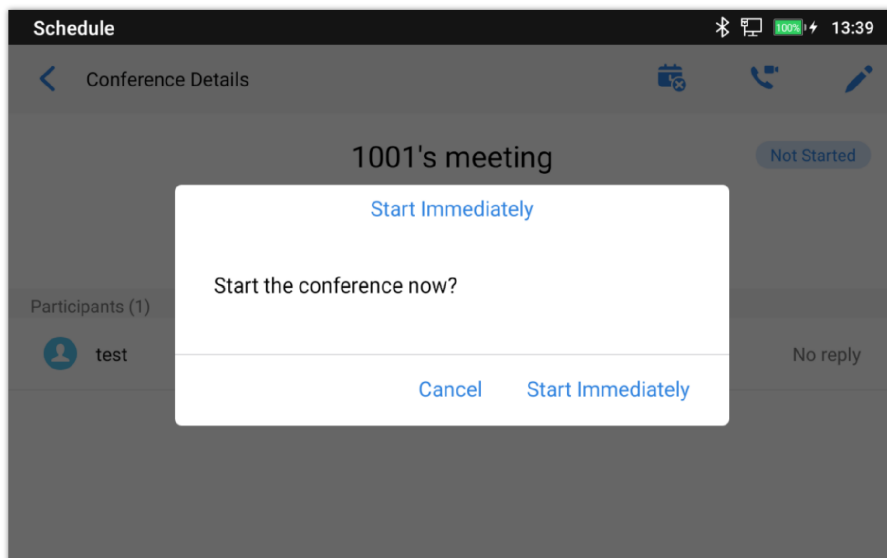 Schedule 100% 13:39
Conference Details
1001's meeting
Not Started
Start Immediately
Start the conference now?
Participants (1)
test No reply
Cancel Start Immediately